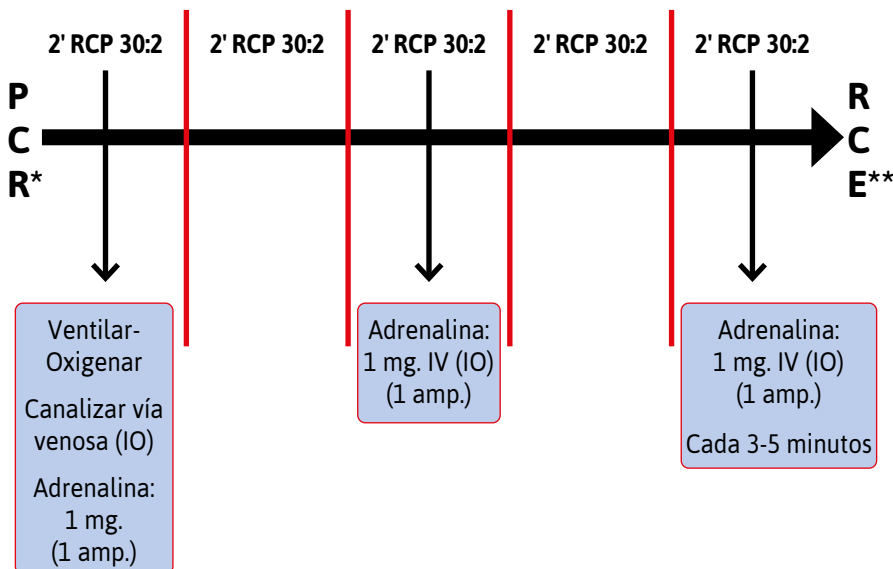 2' RCP 30:2
2' RCP 30:2
2' RCP 30:2
2' RCP 30:2
2' RCP 30:2
P
C
R*
R
C
E**
Ventilar-
Oxigenar
Canalizar vía
venosa (IO)
Adrenalina:
1 mg.
(1 amp.)
Adrenalina:
1 mg. IV (IO)
(1 amp.)
Adrenalina:
1 mg. IV (IO)
(1 amp.)
Cada 3-5 minutos